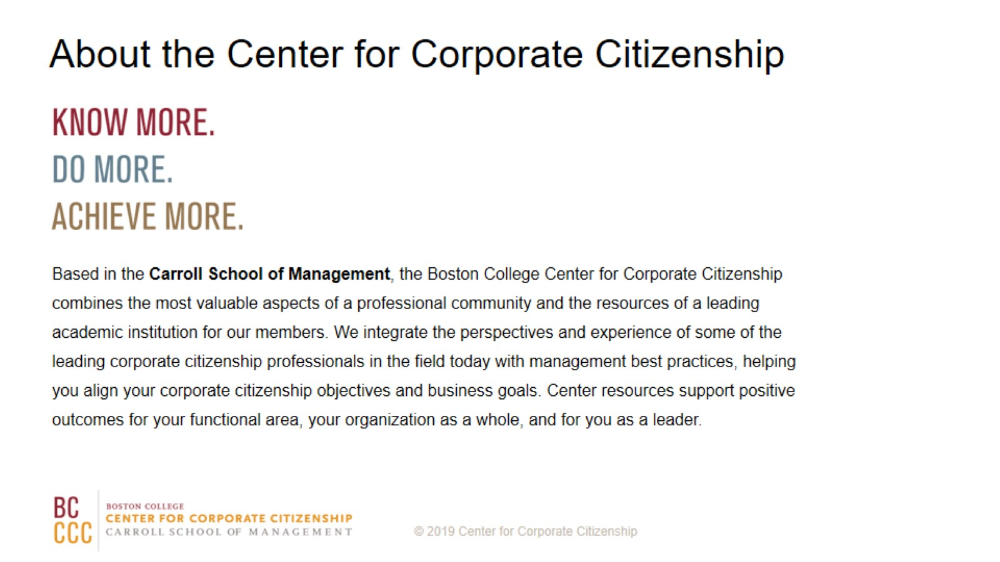 About the Center for Corporate Citizenship
KNOW MORE.
DO MORE.
ACHIEVE MORE.
Based in the Carroll School of Management, the Boston College Center for Corporate Citizenship
combines the most valuable aspects of a professional community and the resources of a leading
academic institution for our members. We integrate the perspectives and experience of some of the
leading corporate citizenship professionals in the field today with management best practices, helping
you align your corporate citizenship objectives and business goals. Center resources support positive
outcomes for your functional area, your organization as a whole, and for you as a leader.
BC
CCC
BOSTON COLLEGE
CENTER FOR CORPORATE CITIZENSHIP
CARROLL SCHOOL OF MANAGEMENT
© 2019 Center for Corporate Citizenship